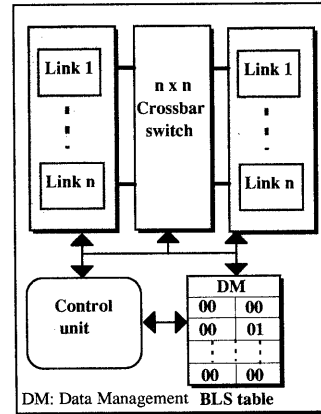 Link 1
Link n
n x n
Crossbar
switch
Link 1
Link n
Control
unit
DM
00 00
00 01
00 00
DM: Data Management BLS table